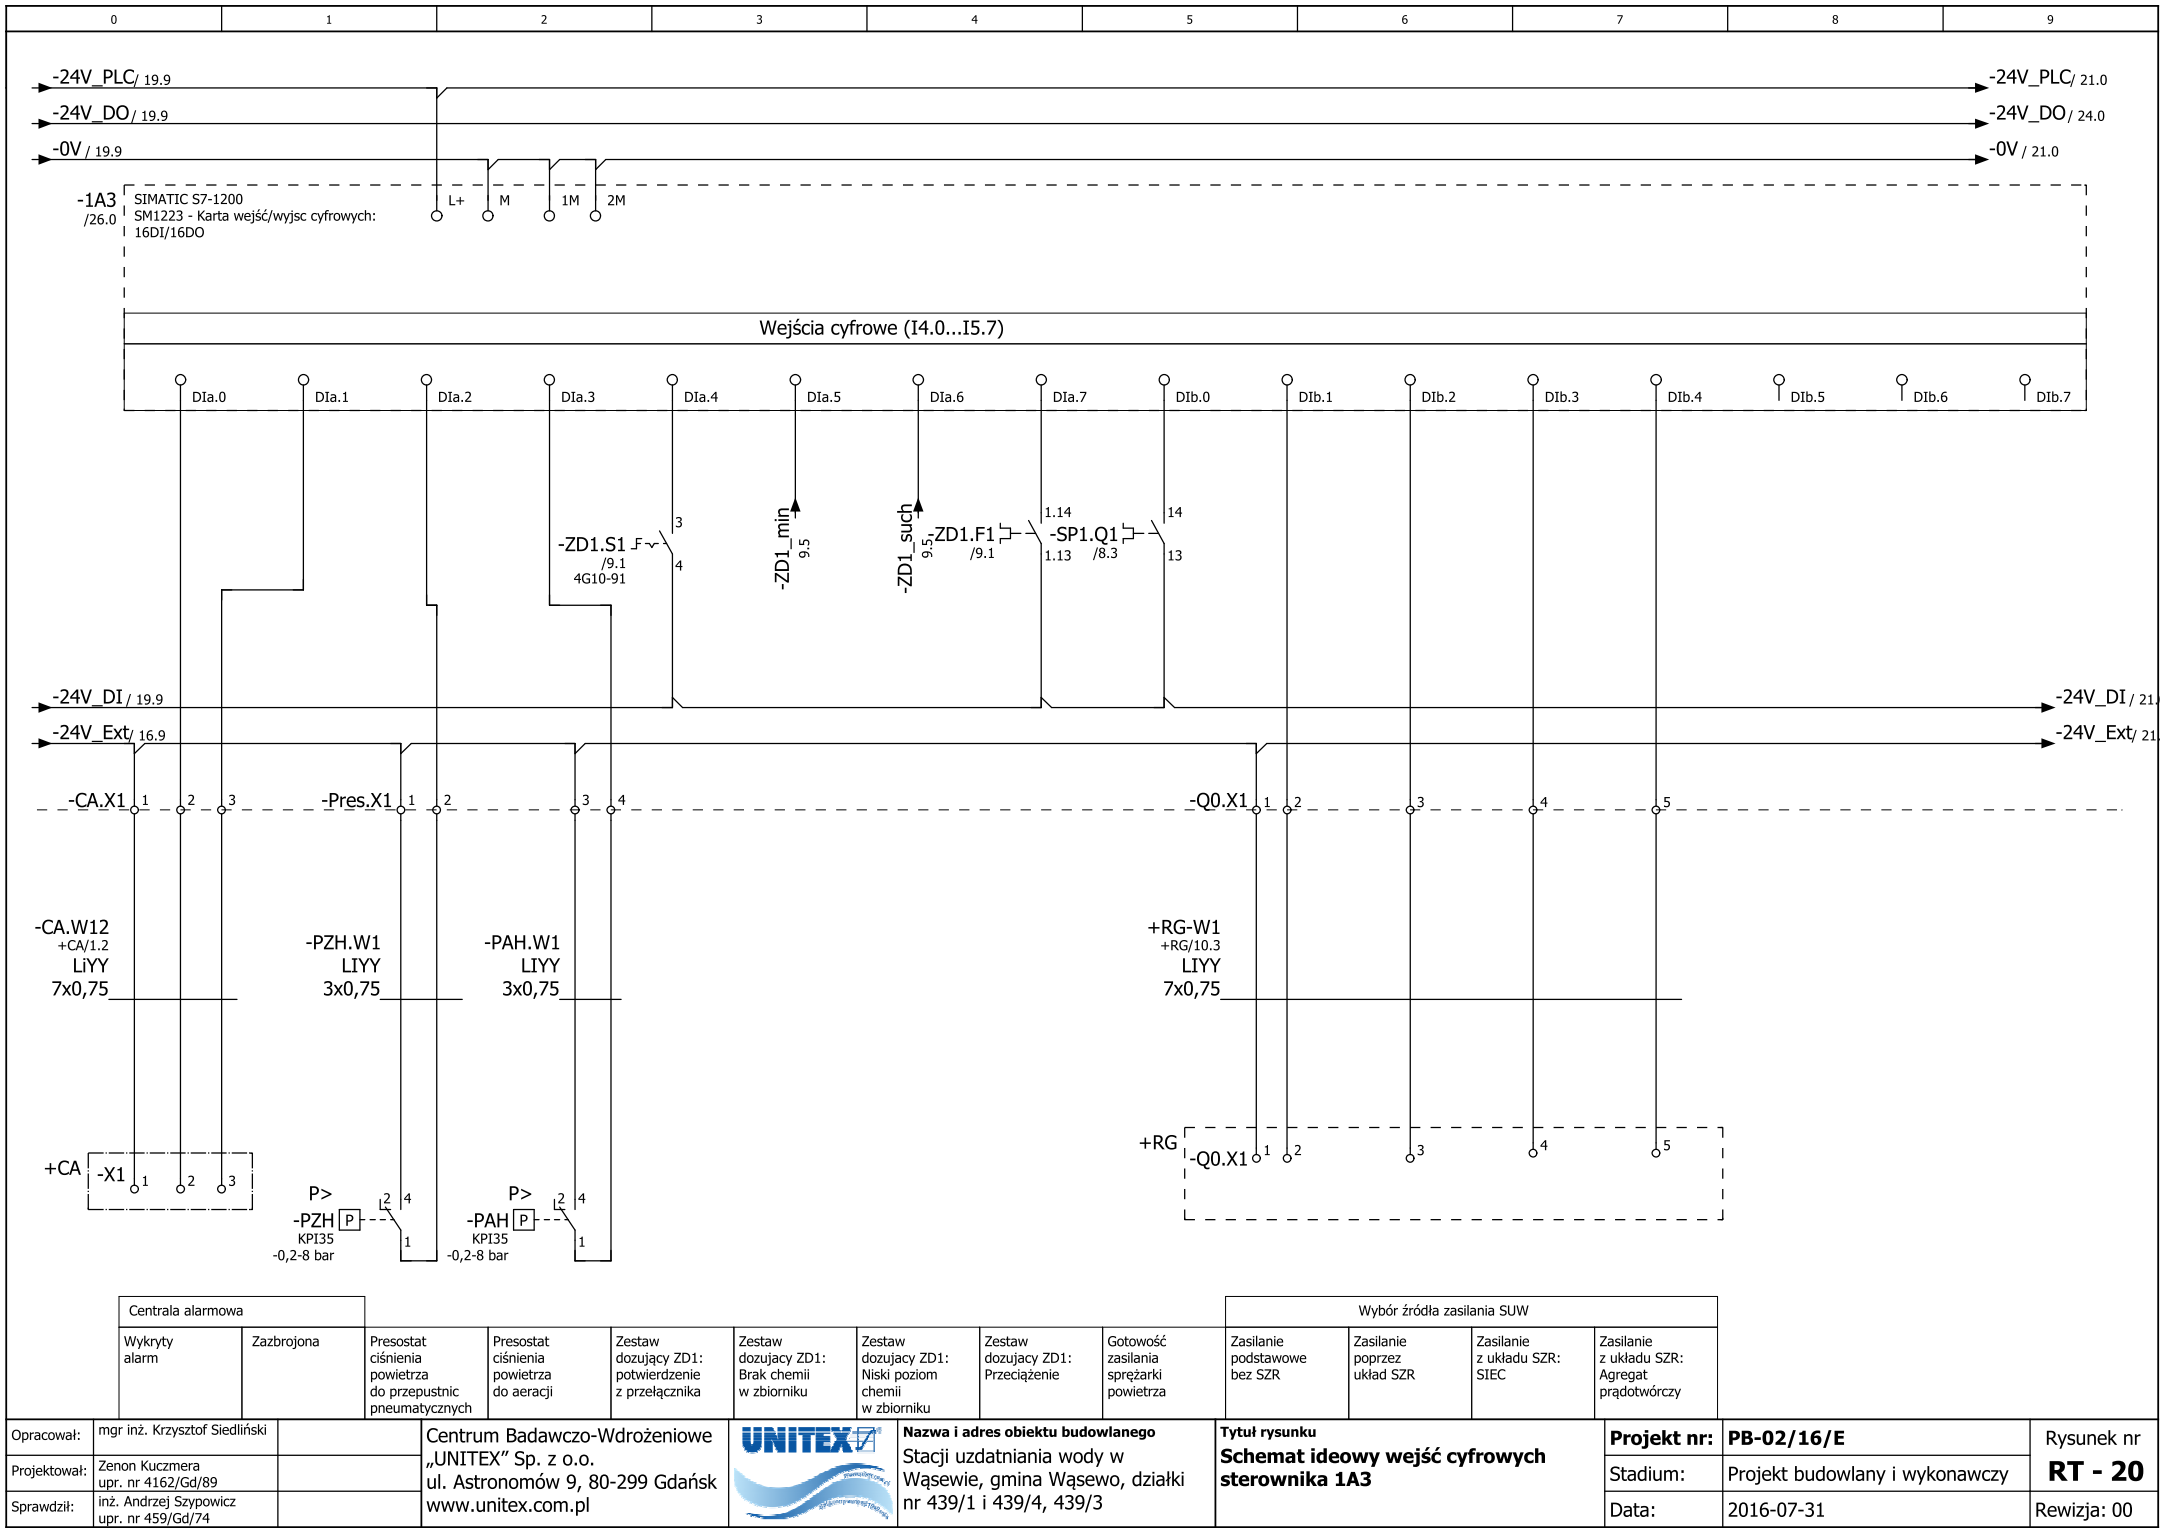 0 1 2 3 4 5 6 7 8 9
-24V_PLC/ 19.9 -24V_PLC/ 21.0
-24V_DO/ 19.9 -24V_DO/ 24.0
-0V / 19.9 -0V / 21.0
-1A3
/26.0
SIMATIC S7-1200
SM1223 - Karta wejść/wyjsc cyfrowych:
16DI/16DO
L+ M 1M 2M
Wejścia cyfrowe (I4.0...I5.7)
DIa.0 DIa.1 DIa.2 DIa.3 DIa.4 DIa.5 DIa.6 DIa.7 DIb.0 DIb.1 DIb.2 DIb.3 DIb.4 DIb.5 DIb.6 DIb.7
-ZD1.S1
/9.1
4G10-91
3
4
-ZD1_min
9.5
-ZD1_such
9.5
-ZD1.F1
/9.1
1.14
1.13
-SP1.Q1
/8.3
14
13
-24V_DI / 19.9 -24V_DI / 21.
-24V_Ext/ 16.9 -24V_Ext/ 21.
-CA.X1 1 2 3 -Pres.X1 1 2 3 4 -Q0.X1 1 2 3 4 5
-CA.W12
+CA/1.2
LiYY
7x0,75
-PZH.W1
LIYY
3x0,75
-PAH.W1
LIYY
3x0,75
+RG-W1
+RG/10.3
LIYY
7x0,75
+CA
-X1 1 2 3
P>
-PZH P
KPI35
-0,2-8 bar
2 4
1
P>
-PAH P
KPI35
-0,2-8 bar
2 4
1
+RG
-Q0.X1 1 2 3 4 5
Centrala alarmowa
Wykryty
alarm
Zazbrojona
Presostat
ciśnienia
powietrza
do przepustnic
pneumatycznych
Presostat
ciśnienia
powietrza
do aeracji
Zestaw
dozujący ZD1:
potwierdzenie
z przełącznika
Zestaw
dozujacy ZD1:
Brak chemii
w zbiorniku
Zestaw
dozujacy ZD1:
Niski poziom
chemii
w zbiorniku
Zestaw
dozujacy ZD1:
Przeciążenie
Gotowość
zasilania
sprężarki
powietrza
Wybór źródła zasilania SUW
Zasilanie
podstawowe
bez SZR
Zasilanie
poprzez
układ SZR
Zasilanie
z układu SZR:
SIEC
Zasilanie
z układu SZR:
Agregat
prądotwórczy
Opracował: mgr inż. Krzysztof Siedliński
Projektował: Zenon Kuczmera
upr. nr 4162/Gd/89
Sprawdził: inż. Andrzej Szypowicz
upr. nr 459/Gd/74
Centrum Badawczo-Wdrożeniowe
„UNITEX” Sp. z o.o.
ul. Astronomów 9, 80-299 Gdańsk
www.unitex.com.pl
UNITEX
Nazwa i adres obiektu budowlanego
Stacji uzdatniania wody w
Wąsewie, gmina Wąsewo, działki
nr 439/1 i 439/4, 439/3
Tytuł rysunku
Schemat ideowy wejść cyfrowych
sterownika 1A3
Projekt nr: PB-02/16/E
Stadium: Projekt budowlany i wykonawczy
Data: 2016-07-31
Rysunek nr
RT - 20
Rewizja: 00